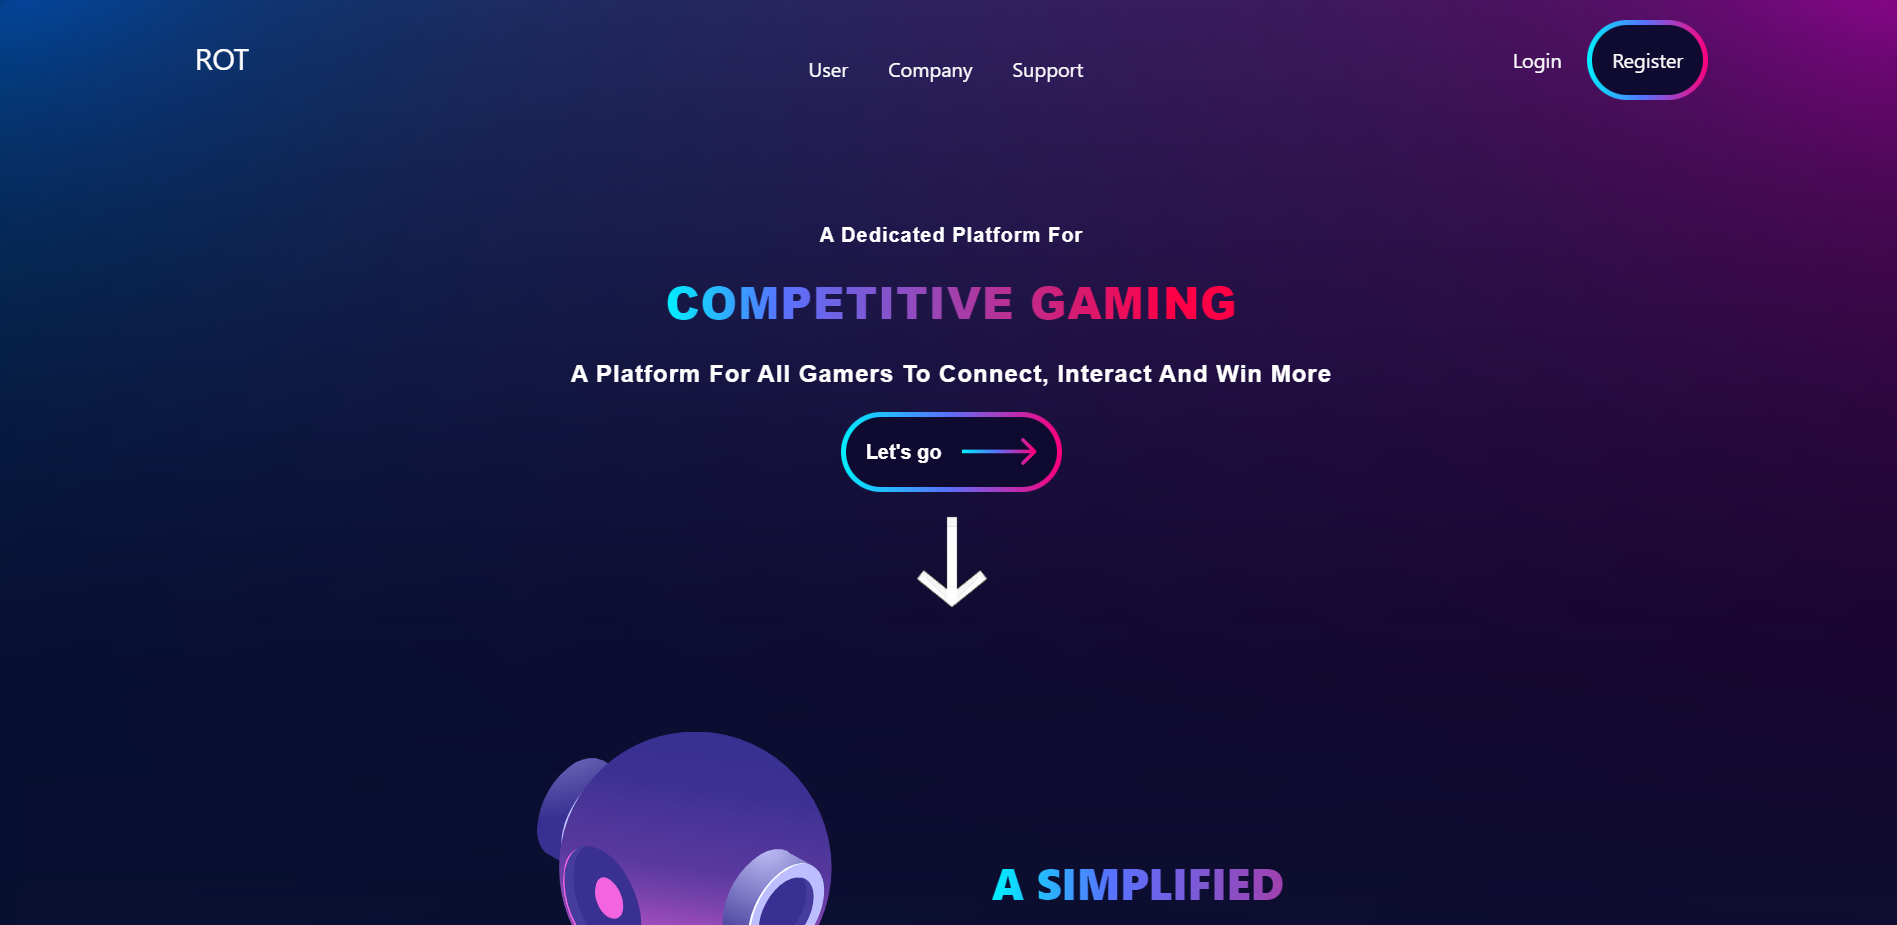 ROT
User Company Support
Login Register
A Dedicated Platform For
COMPETITIVE GAMING
A Platform For All Gamers To Connect, Interact And Win More
Let's go
A SIMPLIFIED